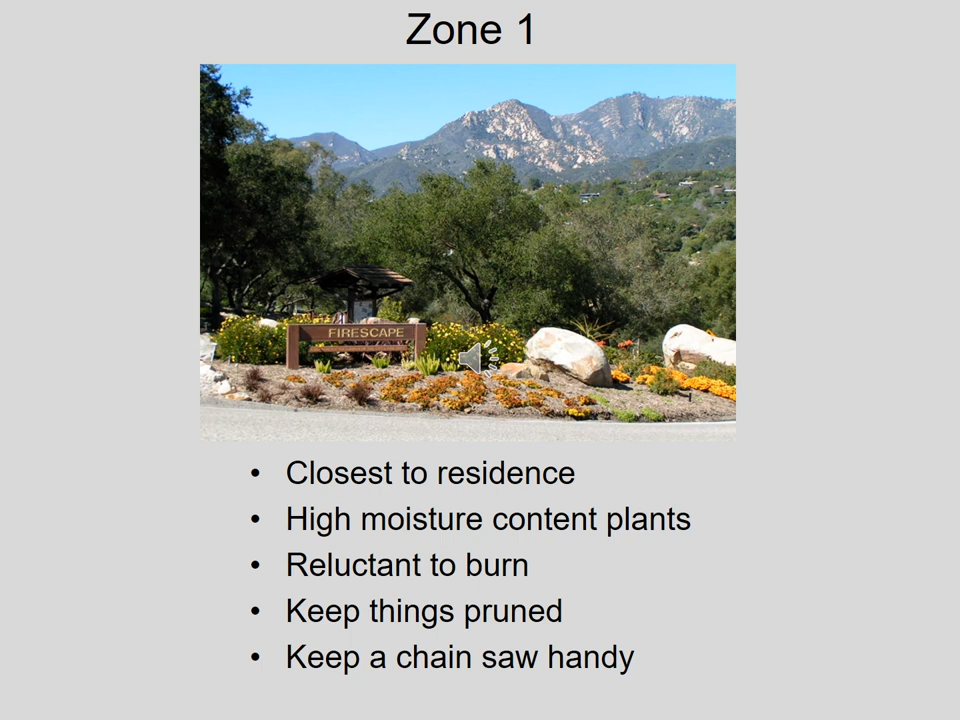 Zone 1
FIRESCAPE
• Closest to residence
• High moisture content plants
• Reluctant to burn
• Keep things pruned
• Keep a chain saw handy